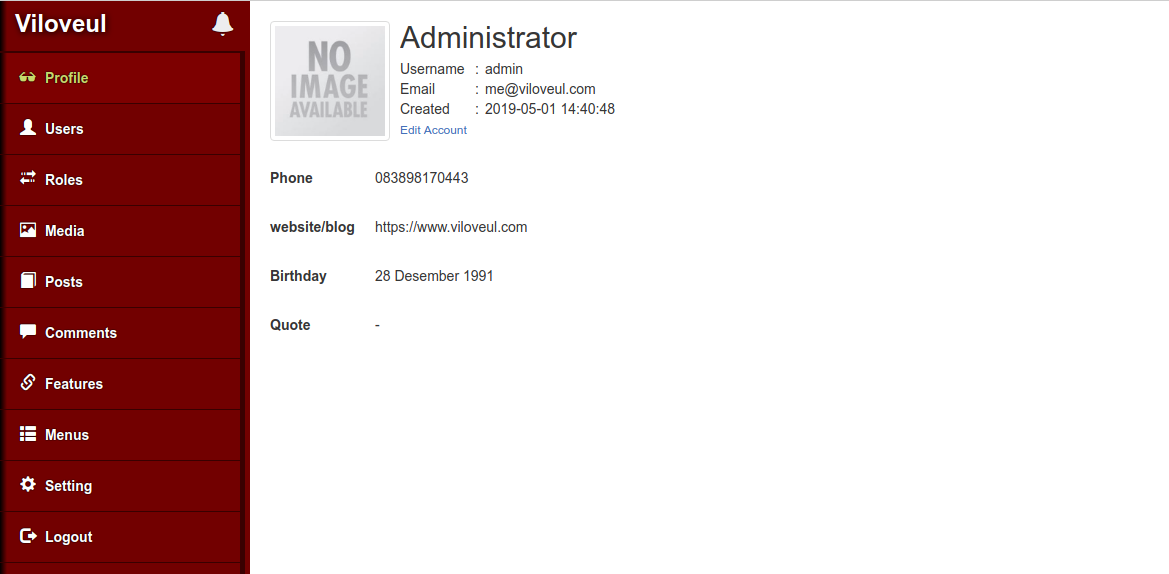 Viloveul
Profile
Users
Roles
Media
Posts
Comments
Features
Menus
Setting
Logout
NO
IMAGE
AVAILABLE
Administrator
Username : admin
Email : me@viloveul.com
Created : 2019-05-01 14:40:48
Edit Account
Phone 083898170443
website/blog https://www.viloveul.com
Birthday 28 Desember 1991
Quote -